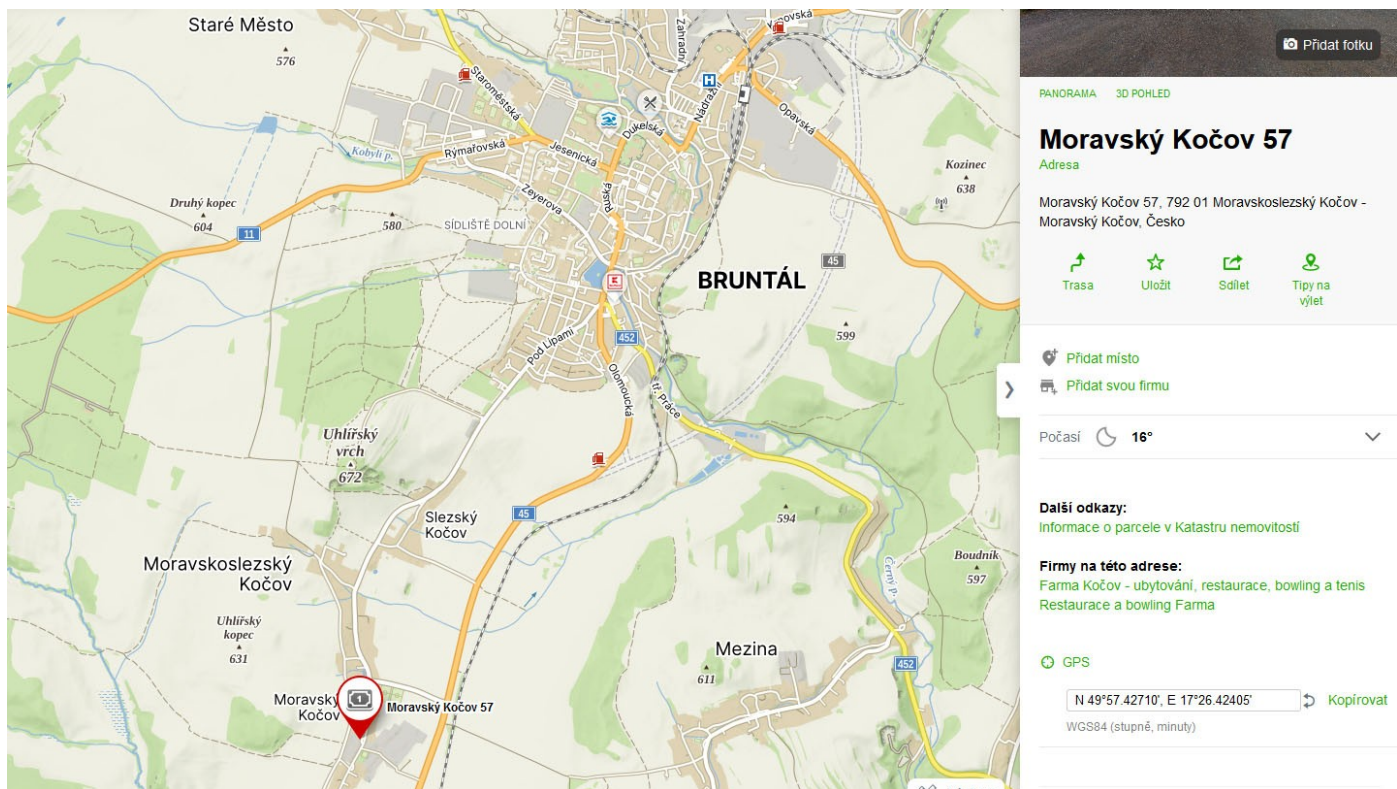 Staré Město
576
Staroměstská
Zahradní
Nádražní
Opavská
Dukelská
Rýmařovská
Jesenická
Kobylí p.
Zeyerova
Ruská
Kozinec
638
Druhý kopec
604
11
580
SÍDLIŠTĚ DOLNÍ
BRUNTÁL
45
452
599
Pod Lipami
Olomoucká
tř. Práce
Uhlířský
vrch
672
45
Slezský
Kočov
594
Moravskoslezský
Kočov
Boudník
597
Černý p.
Uhlířský
kopec
631
Mezina
611
452
Moravský
Kočov
1
Moravský Kočov 57
Přidat fotku
PANORAMA 3D POHLED
Moravský Kočov 57
Adresa
Moravský Kočov 57, 792 01 Moravskoslezský Kočov -
Moravský Kočov, Česko
Trasa
Uložit
Sdílet
Tipy na
výlet
Přidat místo
Přidat svou firmu
Počasí 16°
Další odkazy:
Informace o parcele v Katastru nemovitostí
Firmy na této adrese:
Farma Kočov - ubytování, restaurace, bowling a tenis
Restaurace a bowling Farma
GPS
N 49°57.42710', E 17°26.42405' Kopírovat
WGS84 (stupně, minuty)